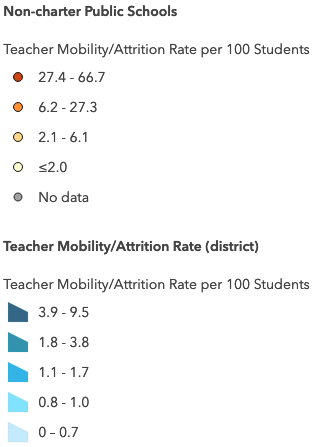 Non-charter Public Schools
Teacher Mobility/Attrition Rate per 100 Students
27.4 - 66.7
6.2 - 27.3
2.1 - 6.1
≤2.0
No data
Teacher Mobility/Attrition Rate (district)
Teacher Mobility/Attrition Rate per 100 Students
3.9 - 9.5
1.8 - 3.8
1.1 - 1.7
0.8 - 1.0
0 – 0.7